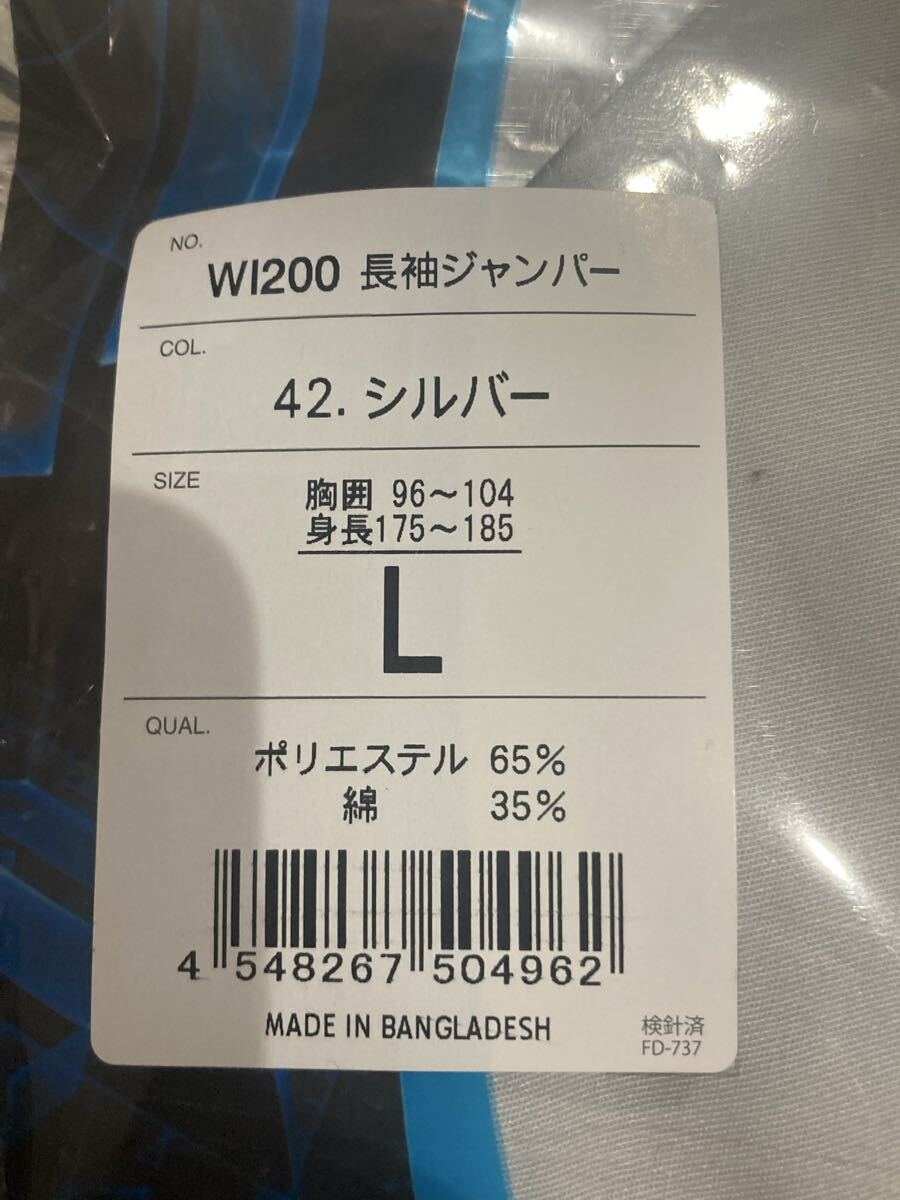 NO.
WI200 長袖ジャンパー
COL.
42. シルバー
SIZE
胸囲 96～104
身長175～185
L
QUAL.
ポリエステル 65%
綿 35%
4 548267 504962
MADE IN BANGLADESH
検針済
FD-737